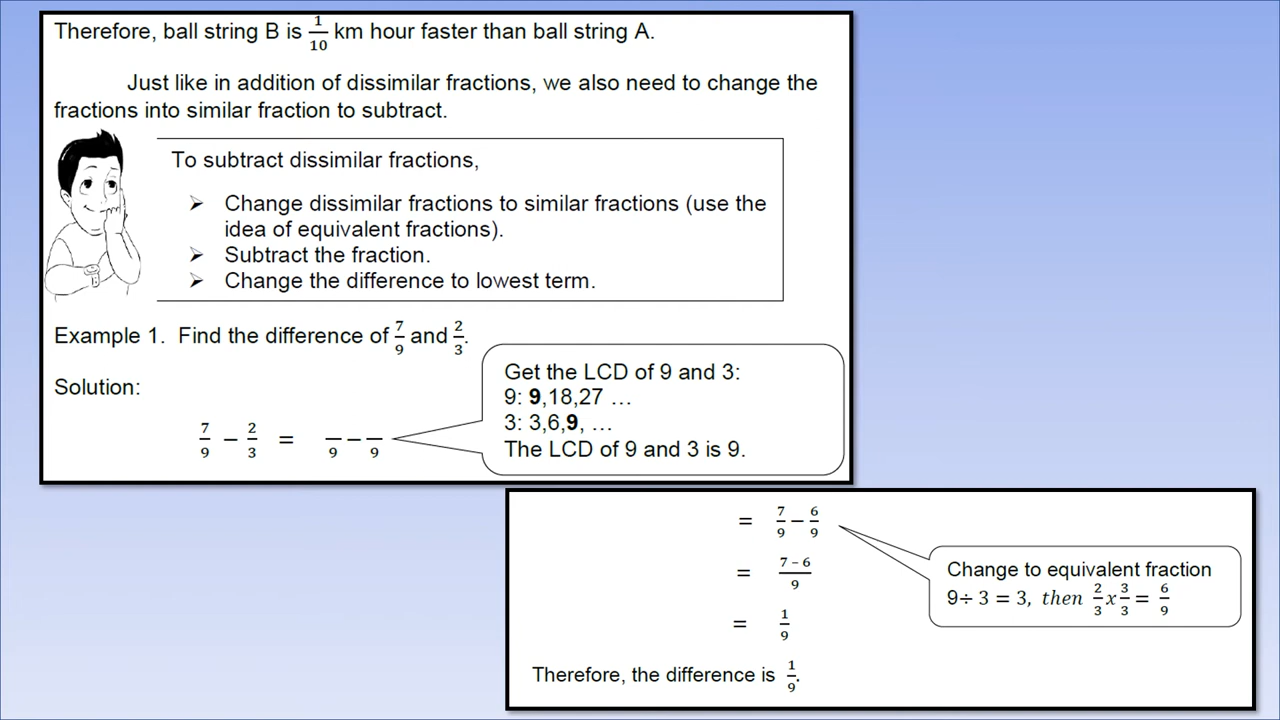 Therefore, ball string B is 1/10 km hour faster than ball string A.
Just like in addition of dissimilar fractions, we also need to change the
fractions into similar fraction to subtract.
To subtract dissimilar fractions,
➢ Change dissimilar fractions to similar fractions (use the
idea of equivalent fractions).
➢ Subtract the fraction.
➢ Change the difference to lowest term.
Example 1. Find the difference of 7/9 and 2/3.
Solution:
7/9 − 2/3 = /9 − /9
Get the LCD of 9 and 3:
9: 9,18,27 …
3: 3,6,9, …
The LCD of 9 and 3 is 9.
= 7/9 − 6/9
= 7 − 6/9
= 1/9
Change to equivalent fraction
9÷ 3 = 3, then 2/3 x 3/3 = 6/9
Therefore, the difference is 1/9.